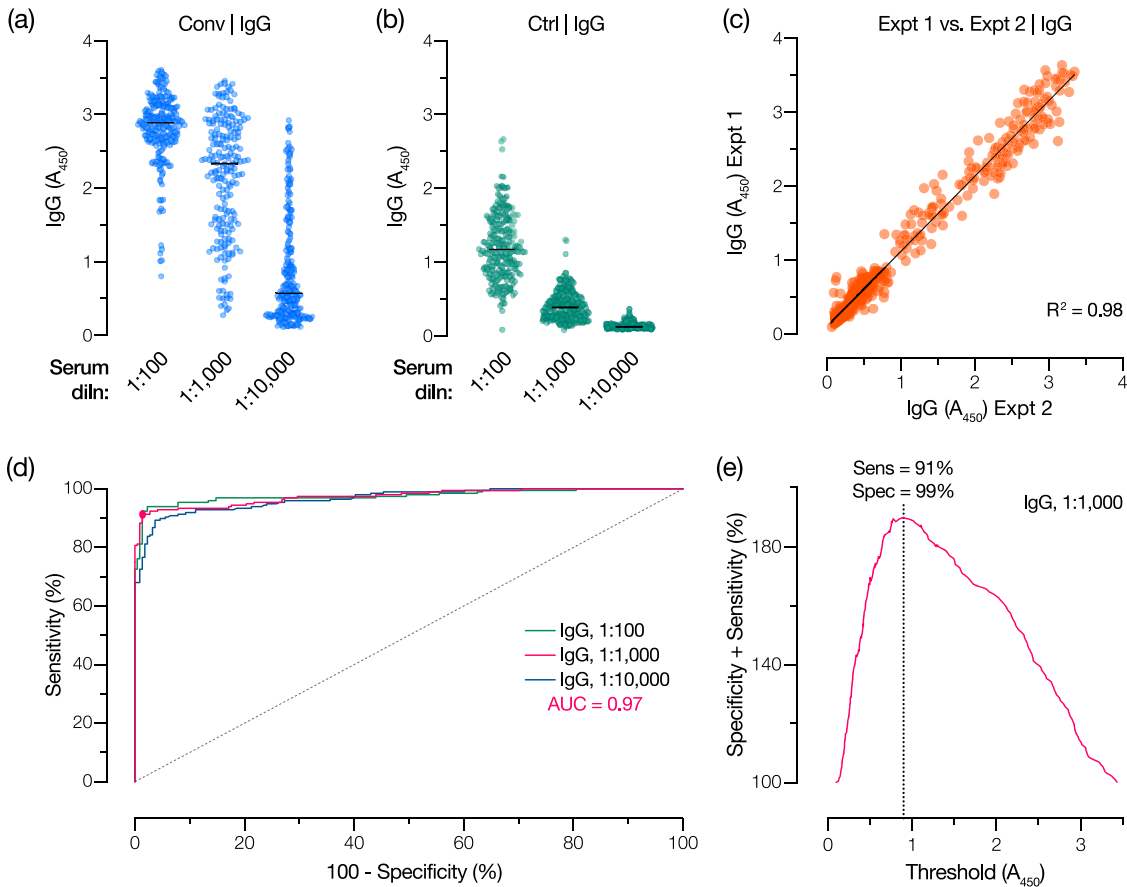 (a)
Conv | IgG
4
3
2
1
0
IgG (A450)
Serum
diln:
1:100
1:1,000
1:10,000
(b)
Ctrl | IgG
4
3
2
1
0
IgG (A450)
Serum
diln:
1:100
1:1,000
1:10,000
(c)
Expt 1 vs. Expt 2 | IgG
4
3
2
1
0
IgG (A450) Expt 1
R² = 0.98
0 1 2 3 4
IgG (A450) Expt 2
(d)
100
80
60
40
20
0
Sensitivity (%)
IgG, 1:100
IgG, 1:1,000
IgG, 1:10,000
AUC = 0.97
0 20 40 60 80 100
100 - Specificity (%)
(e)
Sens = 91%
Spec = 99%
IgG, 1:1,000
180
140
100
Specificity + Sensitivity (%)
0 1 2 3
Threshold (A450)